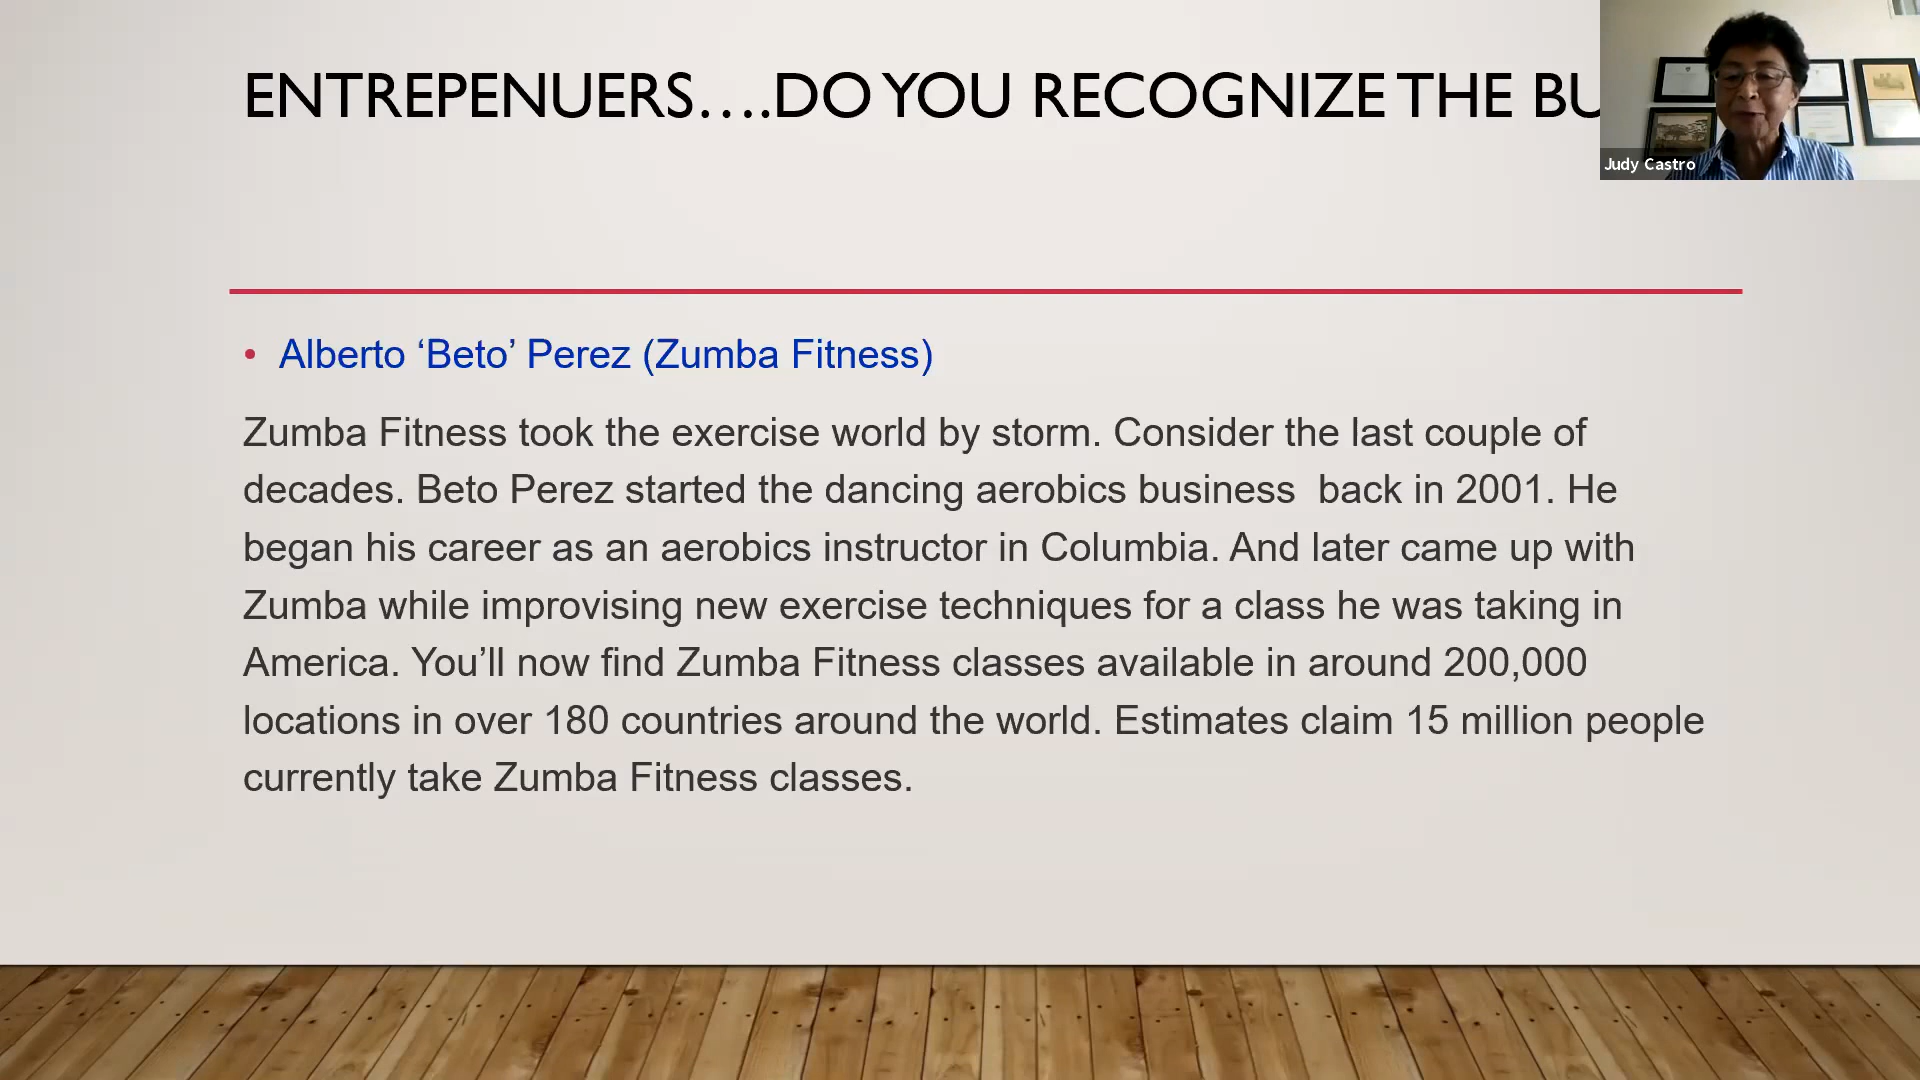 ENTREPENUERS....DO YOU RECOGNIZE THE BU
Judy Castro
• Alberto ‘Beto’ Perez (Zumba Fitness)
Zumba Fitness took the exercise world by storm. Consider the last couple of
decades. Beto Perez started the dancing aerobics business  back in 2001. He
began his career as an aerobics instructor in Columbia. And later came up with
Zumba while improvising new exercise techniques for a class he was taking in
America. You’ll now find Zumba Fitness classes available in around 200,000
locations in over 180 countries around the world. Estimates claim 15 million people
currently take Zumba Fitness classes.